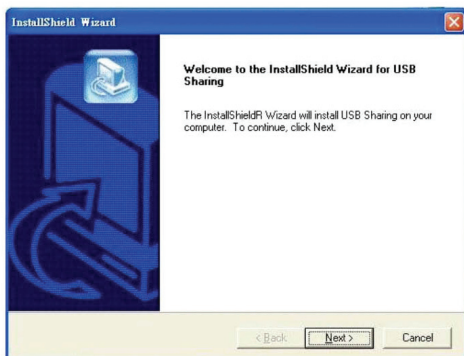 InstallShield Wizard
Welcome to the InstallShield Wizard for USB
Sharing
The InstallShieldR Wizard will install USB Sharing on your
computer. To continue, click Next.
< Back
Next >
Cancel